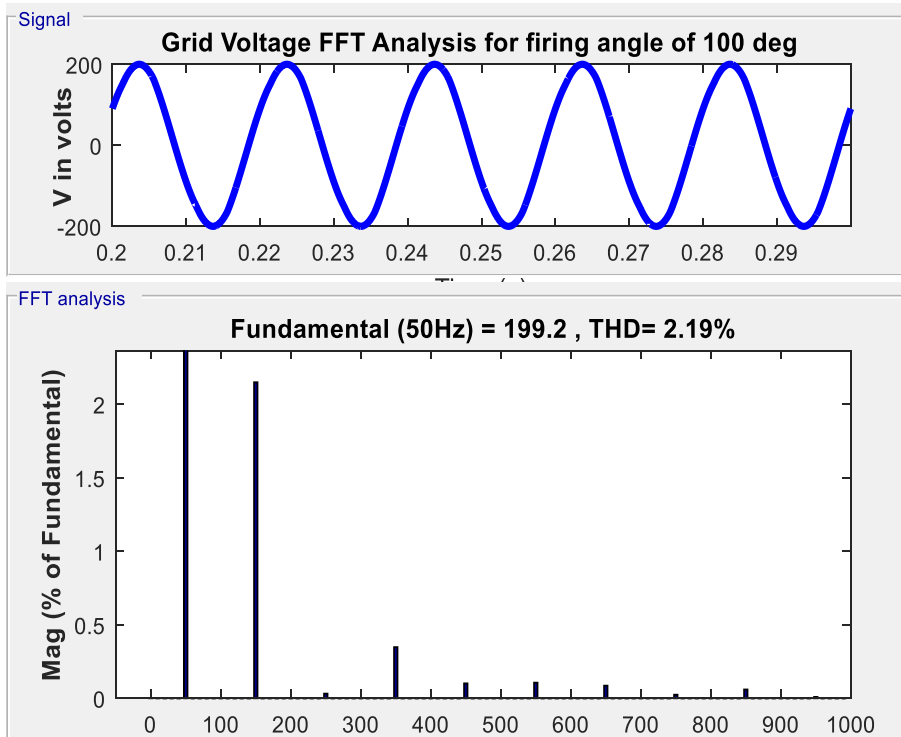 Signal
Grid Voltage FFT Analysis for firing angle of 100 deg
V in volts
200
0
-200
0.2 0.21 0.22 0.23 0.24 0.25 0.26 0.27 0.28 0.29
FFT analysis
Fundamental (50Hz) = 199.2 , THD= 2.19%
Mag (% of Fundamental)
2
1.5
1
0.5
0
0 100 200 300 400 500 600 700 800 900 1000